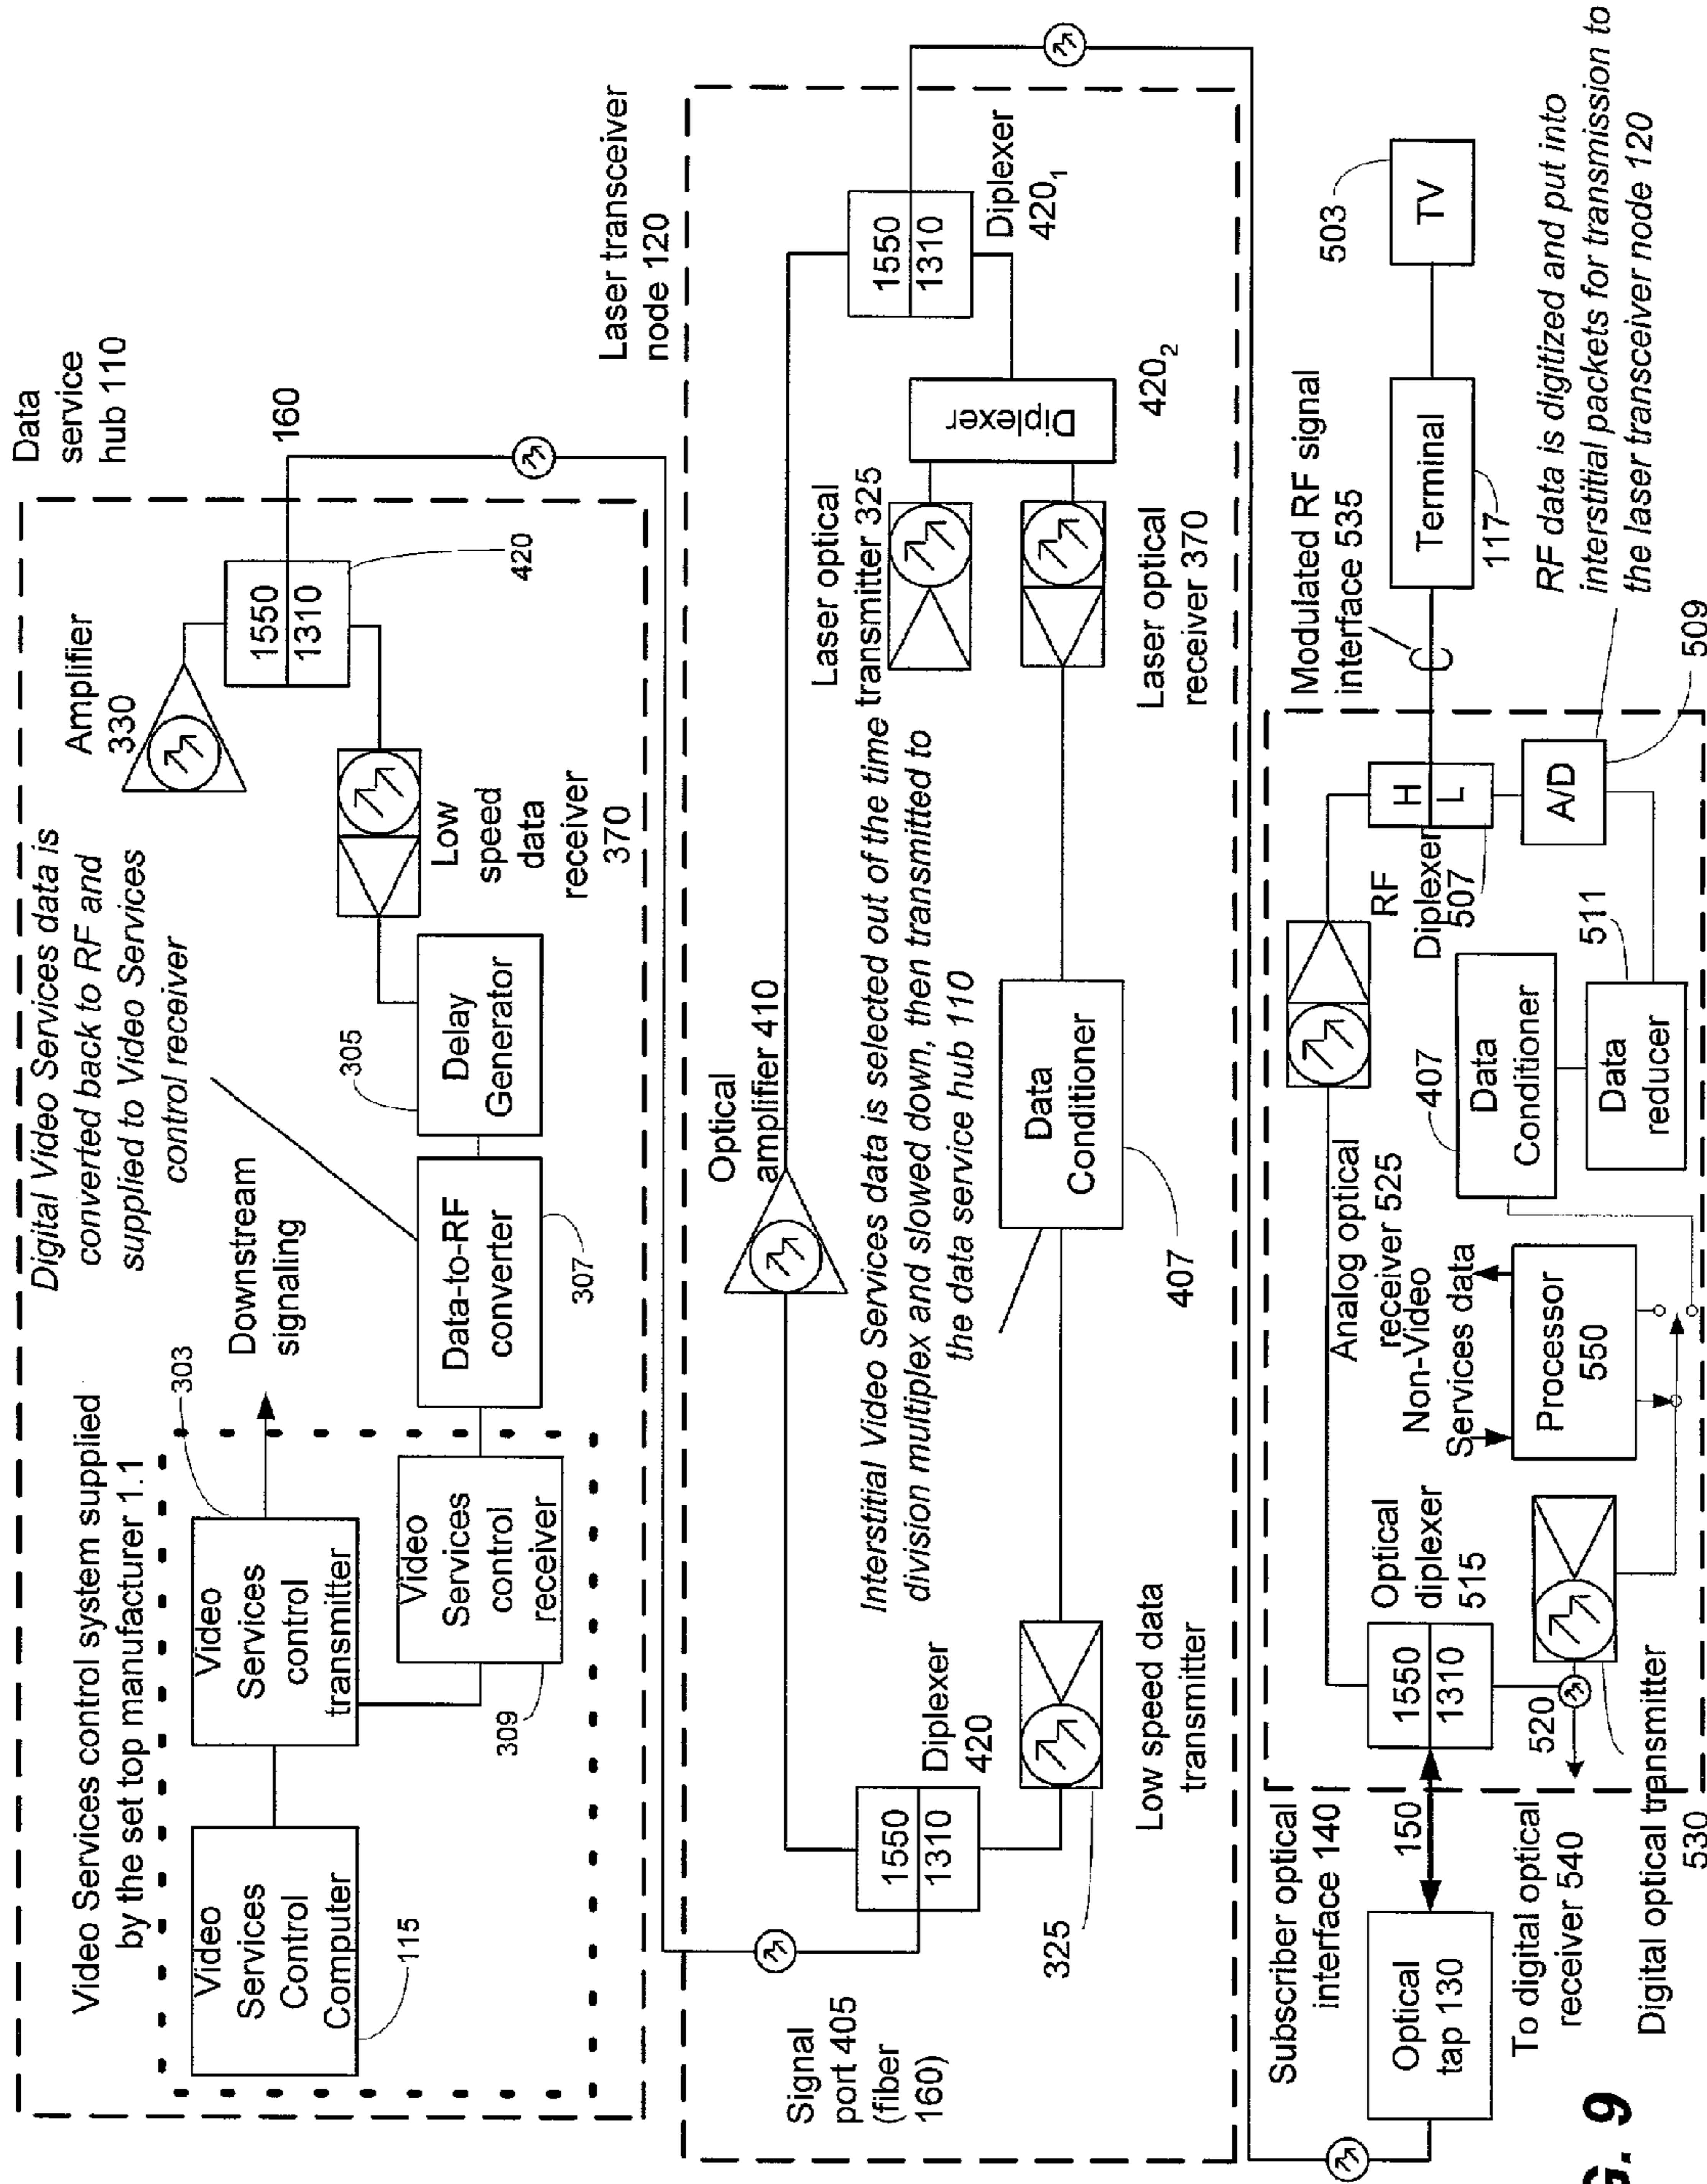 Data
service
hub 110
Digital Video Services data is
converted back to RF and
supplied to Video Services
control receiver
Amplifier
330
1550
1310
420
160
Low
speed
data
receiver
370
Delay
Generator
305
Data-to-RF
converter
307
Downstream
signaling
Video Services control system supplied
by the set top manufacturer 1.1
303
Video
Services
control
transmitter
Video
Services
control
receiver
309
Video
Services
Control
Computer
115
Laser transceiver
node 120
Signal
port 405
(fiber
160)
1550
1310
Diplexer
420
325
Low speed data
transmitter
Optical
amplifier 410
Interstitial Video Services data is selected out of the time
division multiplex and slowed down, then transmitted to
the data service hub 110
Data
Conditioner
407
Laser optical
transmitter 325
Laser optical
receiver 370
Diplexer
420₂
1550
1310
Diplexer
420₁
Subscriber optical
interface 140
Optical
tap 130
150
1550
1310
Optical
diplexer
515
520
To digital optical
receiver 540
Digital optical transmitter
530
Analog optical
receiver 525
Non-Video
Services data
Processor
550
407
Data
Conditioner
Data
reducer
511
RF
Diplexer
507
H
L
A/D
509
Modulated RF signal
interface 535
Terminal
117
503
TV
RF data is digitized and put into
interstitial packets for transmission to
the laser transceiver node 120
G. 9